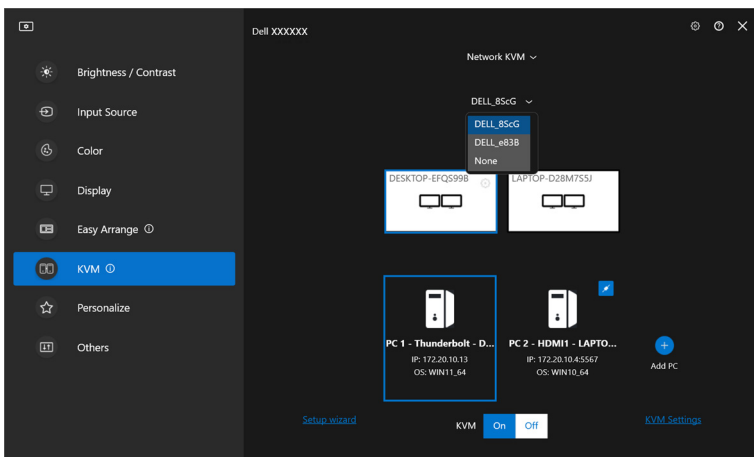 Dell XXXXXX
Network KVM
Brightness / Contrast
Input Source
Color
Display
Easy Arrange
KVM
Personalize
Others
DELL_8ScG
DELL_8ScG
DELL_e83B
None
DESKTOP-EFQS99B
LAPTOP-D28M7S5J
PC 1 - Thunderbolt - D...
IP: 172.20.10.13
OS: WIN11_64
PC 2 - HDMI1 - LAPTO...
IP: 172.20.10.4:5567
OS: WIN10_64
Add PC
Setup wizard
KVM On Off
KVM Settings